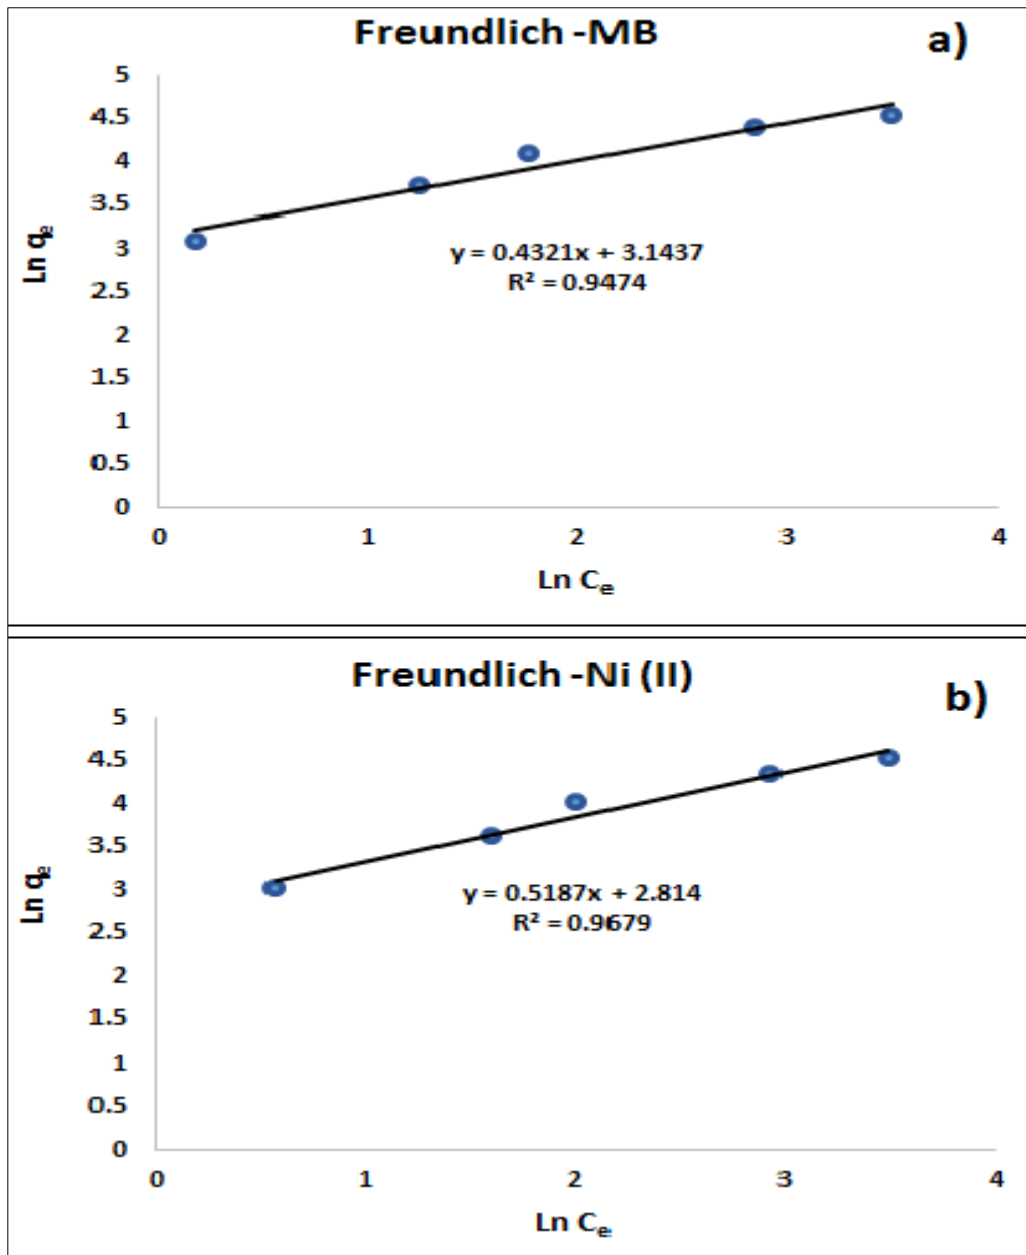 Freundlich -MB
a)
5
4.5
4
3.5
3
2.5
2
1.5
1
0.5
0
Ln qe
y = 0.4321x + 3.1437
R² = 0.9474
0 1 2 3 4
Ln Ce
Freundlich -Ni (II)
b)
5
4.5
4
3.5
3
2.5
2
1.5
1
0.5
0
Ln qe
y = 0.5187x + 2.814
R² = 0.9679
0 1 2 3 4
Ln Ce